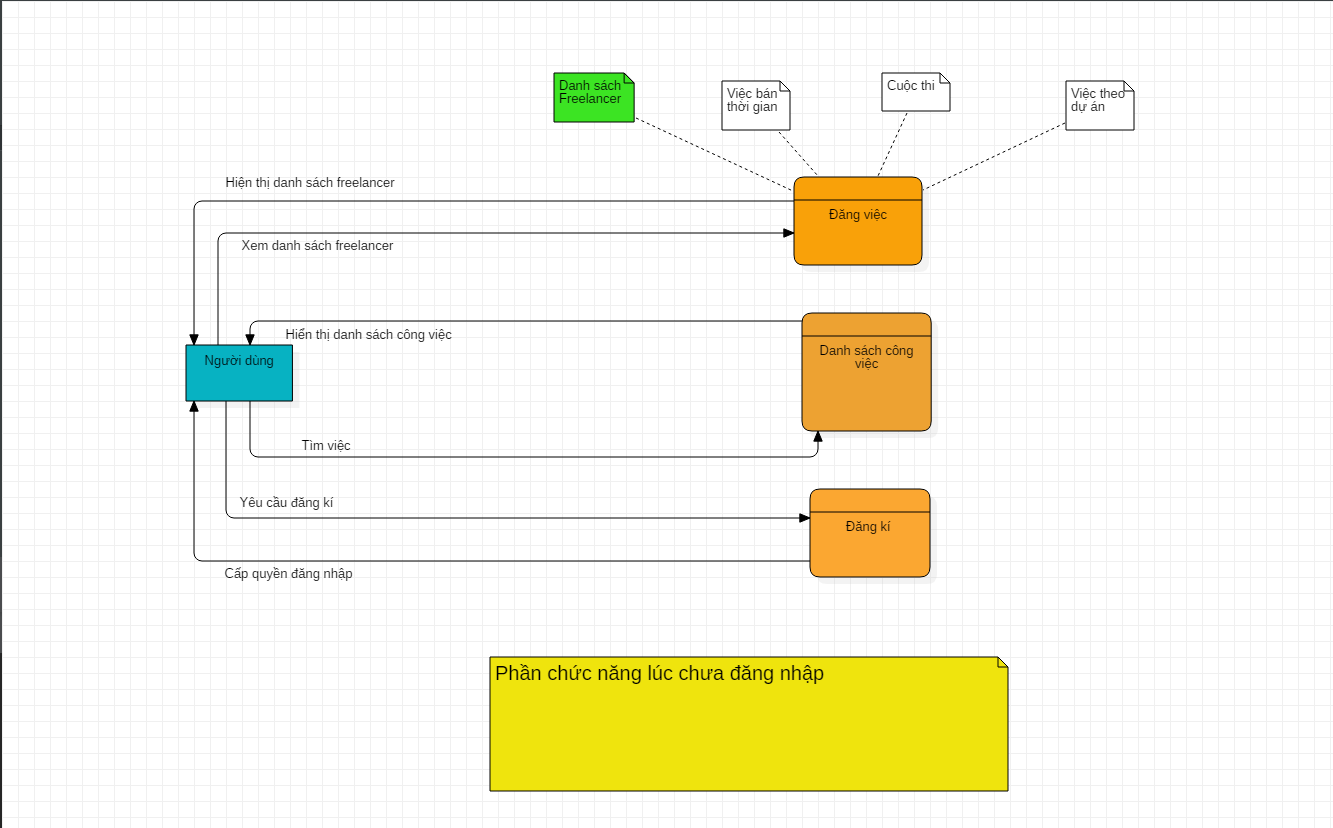 Danh sách
Freelancer
Việc bán
thời gian
Cuộc thi
Việc theo
dự án
Hiện thị danh sách freelancer
Đăng việc
Xem danh sách freelancer
Hiển thị danh sách công việc
Danh sách công
việc
Người dùng
Tìm việc
Yêu cầu đăng kí
Đăng kí
Cấp quyền đăng nhập
Phần chức năng lúc chưa đăng nhập